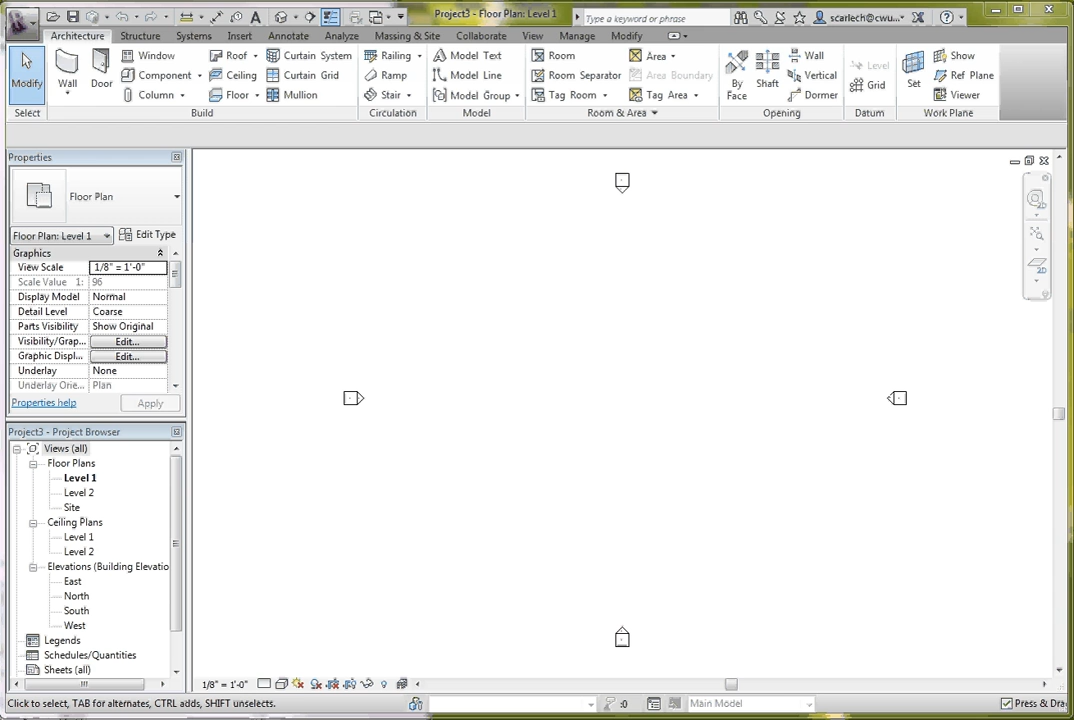 Project3 - Floor Plan: Level 1
Type a keyword or phrase
scarlech@cwu...
Architecture Structure Systems Insert Annotate Analyze Massing & Site Collaborate View Manage Modify
Modify
Wall
Door
Window
Component
Column
Roof
Ceiling
Floor
Curtain System
Curtain Grid
Mullion
Railing
Ramp
Stair
Model Text
Model Line
Model Group
Room
Room Separator
Tag Room
Area
Area Boundary
Tag Area
By
Face
Shaft
Wall
Vertical
Dormer
Level
Grid
Set
Show
Ref Plane
Viewer
Select Build Circulation Model Room & Area Opening Datum Work Plane
Properties
Floor Plan
Floor Plan: Level 1 Edit Type
Graphics
View Scale 1/8" = 1'-0"
Scale Value 1: 96
Display Model Normal
Detail Level Coarse
Parts Visibility Show Original
Visibility/Grap... Edit...
Graphic Displ... Edit...
Underlay None
Underlay Orie... Plan
Properties help Apply
Project3 - Project Browser
Views (all)
Floor Plans
Level 1
Level 2
Site
Ceiling Plans
Level 1
Level 2
Elevations (Building Elevatio
East
North
South
West
Legends
Schedules/Quantities
Sheets (all)
2D
2D
1/8" = 1'-0"
Click to select, TAB for alternates, CTRL adds, SHIFT unselects.
:0
Main Model
Press & Dra